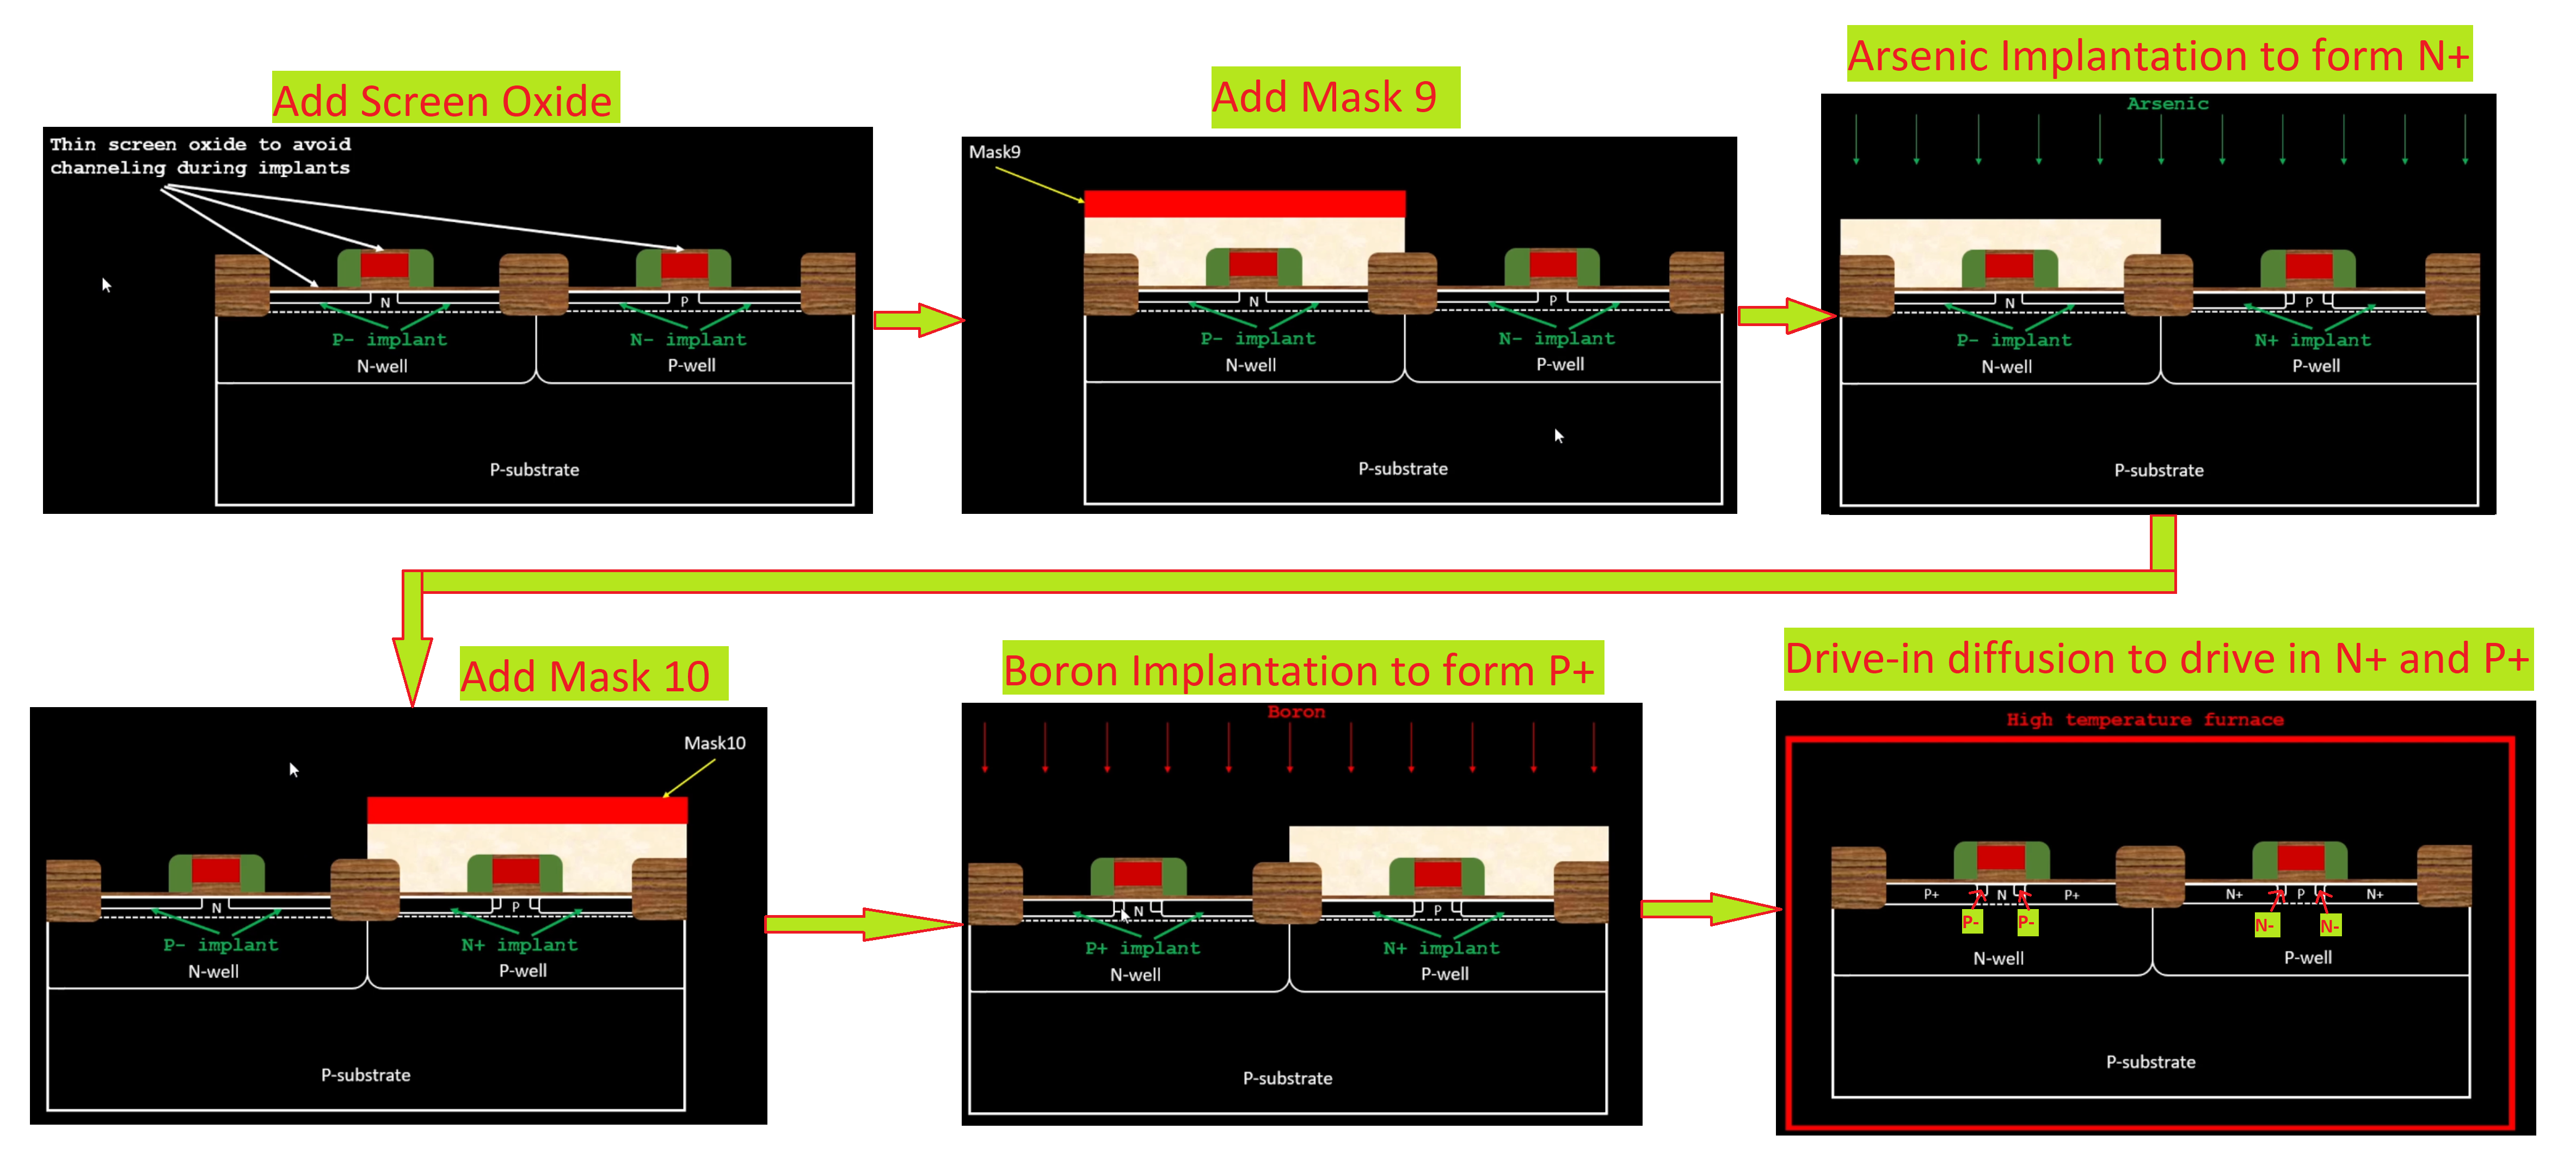 Add Screen Oxide
Thin screen oxide to avoid
channeling during implants
N
P
P- implant
N- implant
N-well
P-well
P-substrate
Add Mask 9
Mask9
N
P
P- implant
N- implant
N-well
P-well
P-substrate
Arsenic Implantation to form N+
Arsenic
N
P
P- implant
N+ implant
N-well
P-well
P-substrate
Add Mask 10
Mask10
N
P
P- implant
N+ implant
N-well
P-well
P-substrate
Boron Implantation to form P+
Boron
N
P
P+ implant
N+ implant
N-well
P-well
P-substrate
Drive-in diffusion to drive in N+ and P+
High temperature furnace
P+ N P+ N+ P N+
P- P- N- N-
N-well
P-well
P-substrate